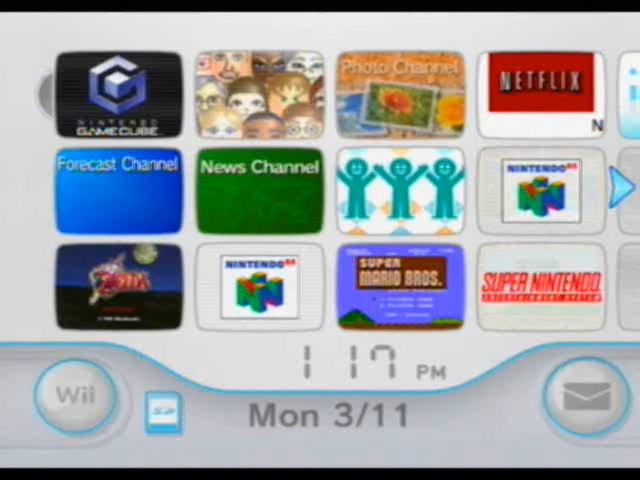 NINTENDO
GAMECUBE
Photo Channel
NETFLIX
N
Forecast Channel
News Channel
NINTENDO 64
ZELDA
NINTENDO 64
SUPER
MARIO BROS.
SUPER NINTENDO
ENTERTAINMENT SYSTEM
1 17 PM
Wii
SD
Mon 3/11